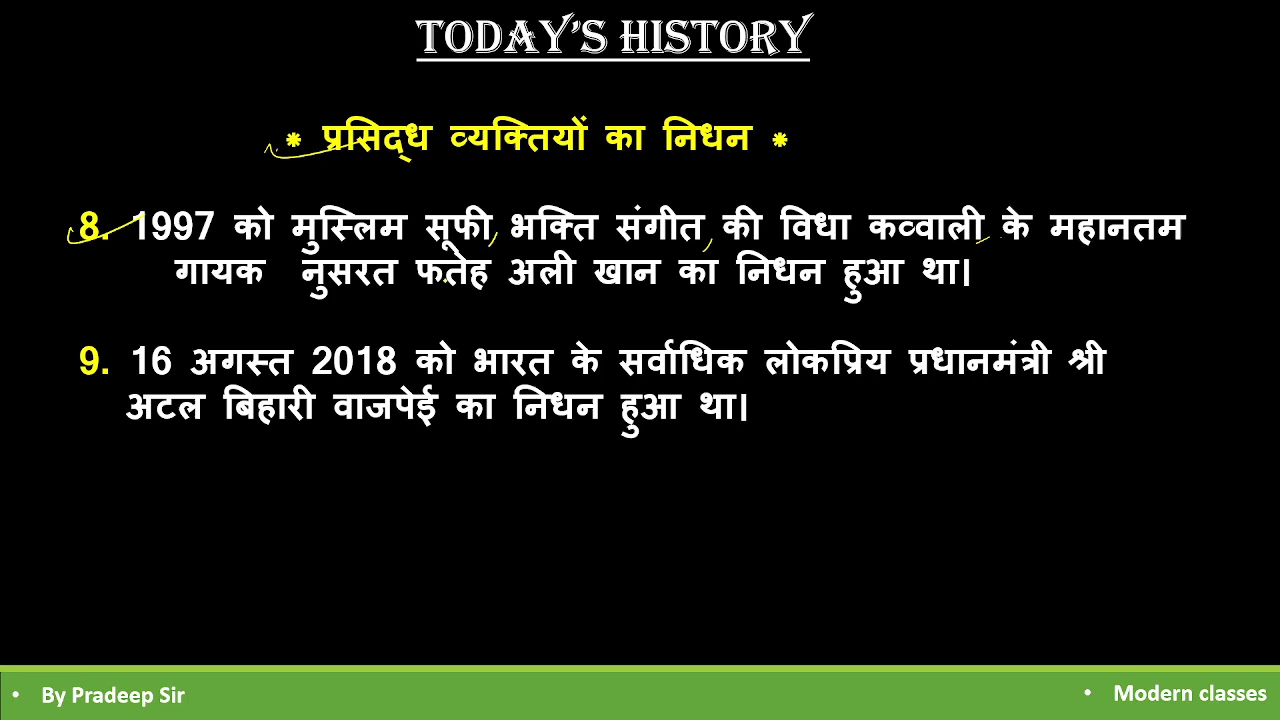 TODAY'S HISTORY
* प्रसिद्ध व्यक्तियों का निधन *
8. 1997 को मुस्लिम सूफी भक्ति संगीत की विधा कव्वाली के महानतम
गायक नुसरत फतेह अली खान का निधन हुआ था।
9. 16 अगस्त 2018 को भारत के सर्वाधिक लोकप्रिय प्रधानमंत्री श्री
अटल बिहारी वाजपेई का निधन हुआ था।
• By Pradeep Sir
• Modern classes